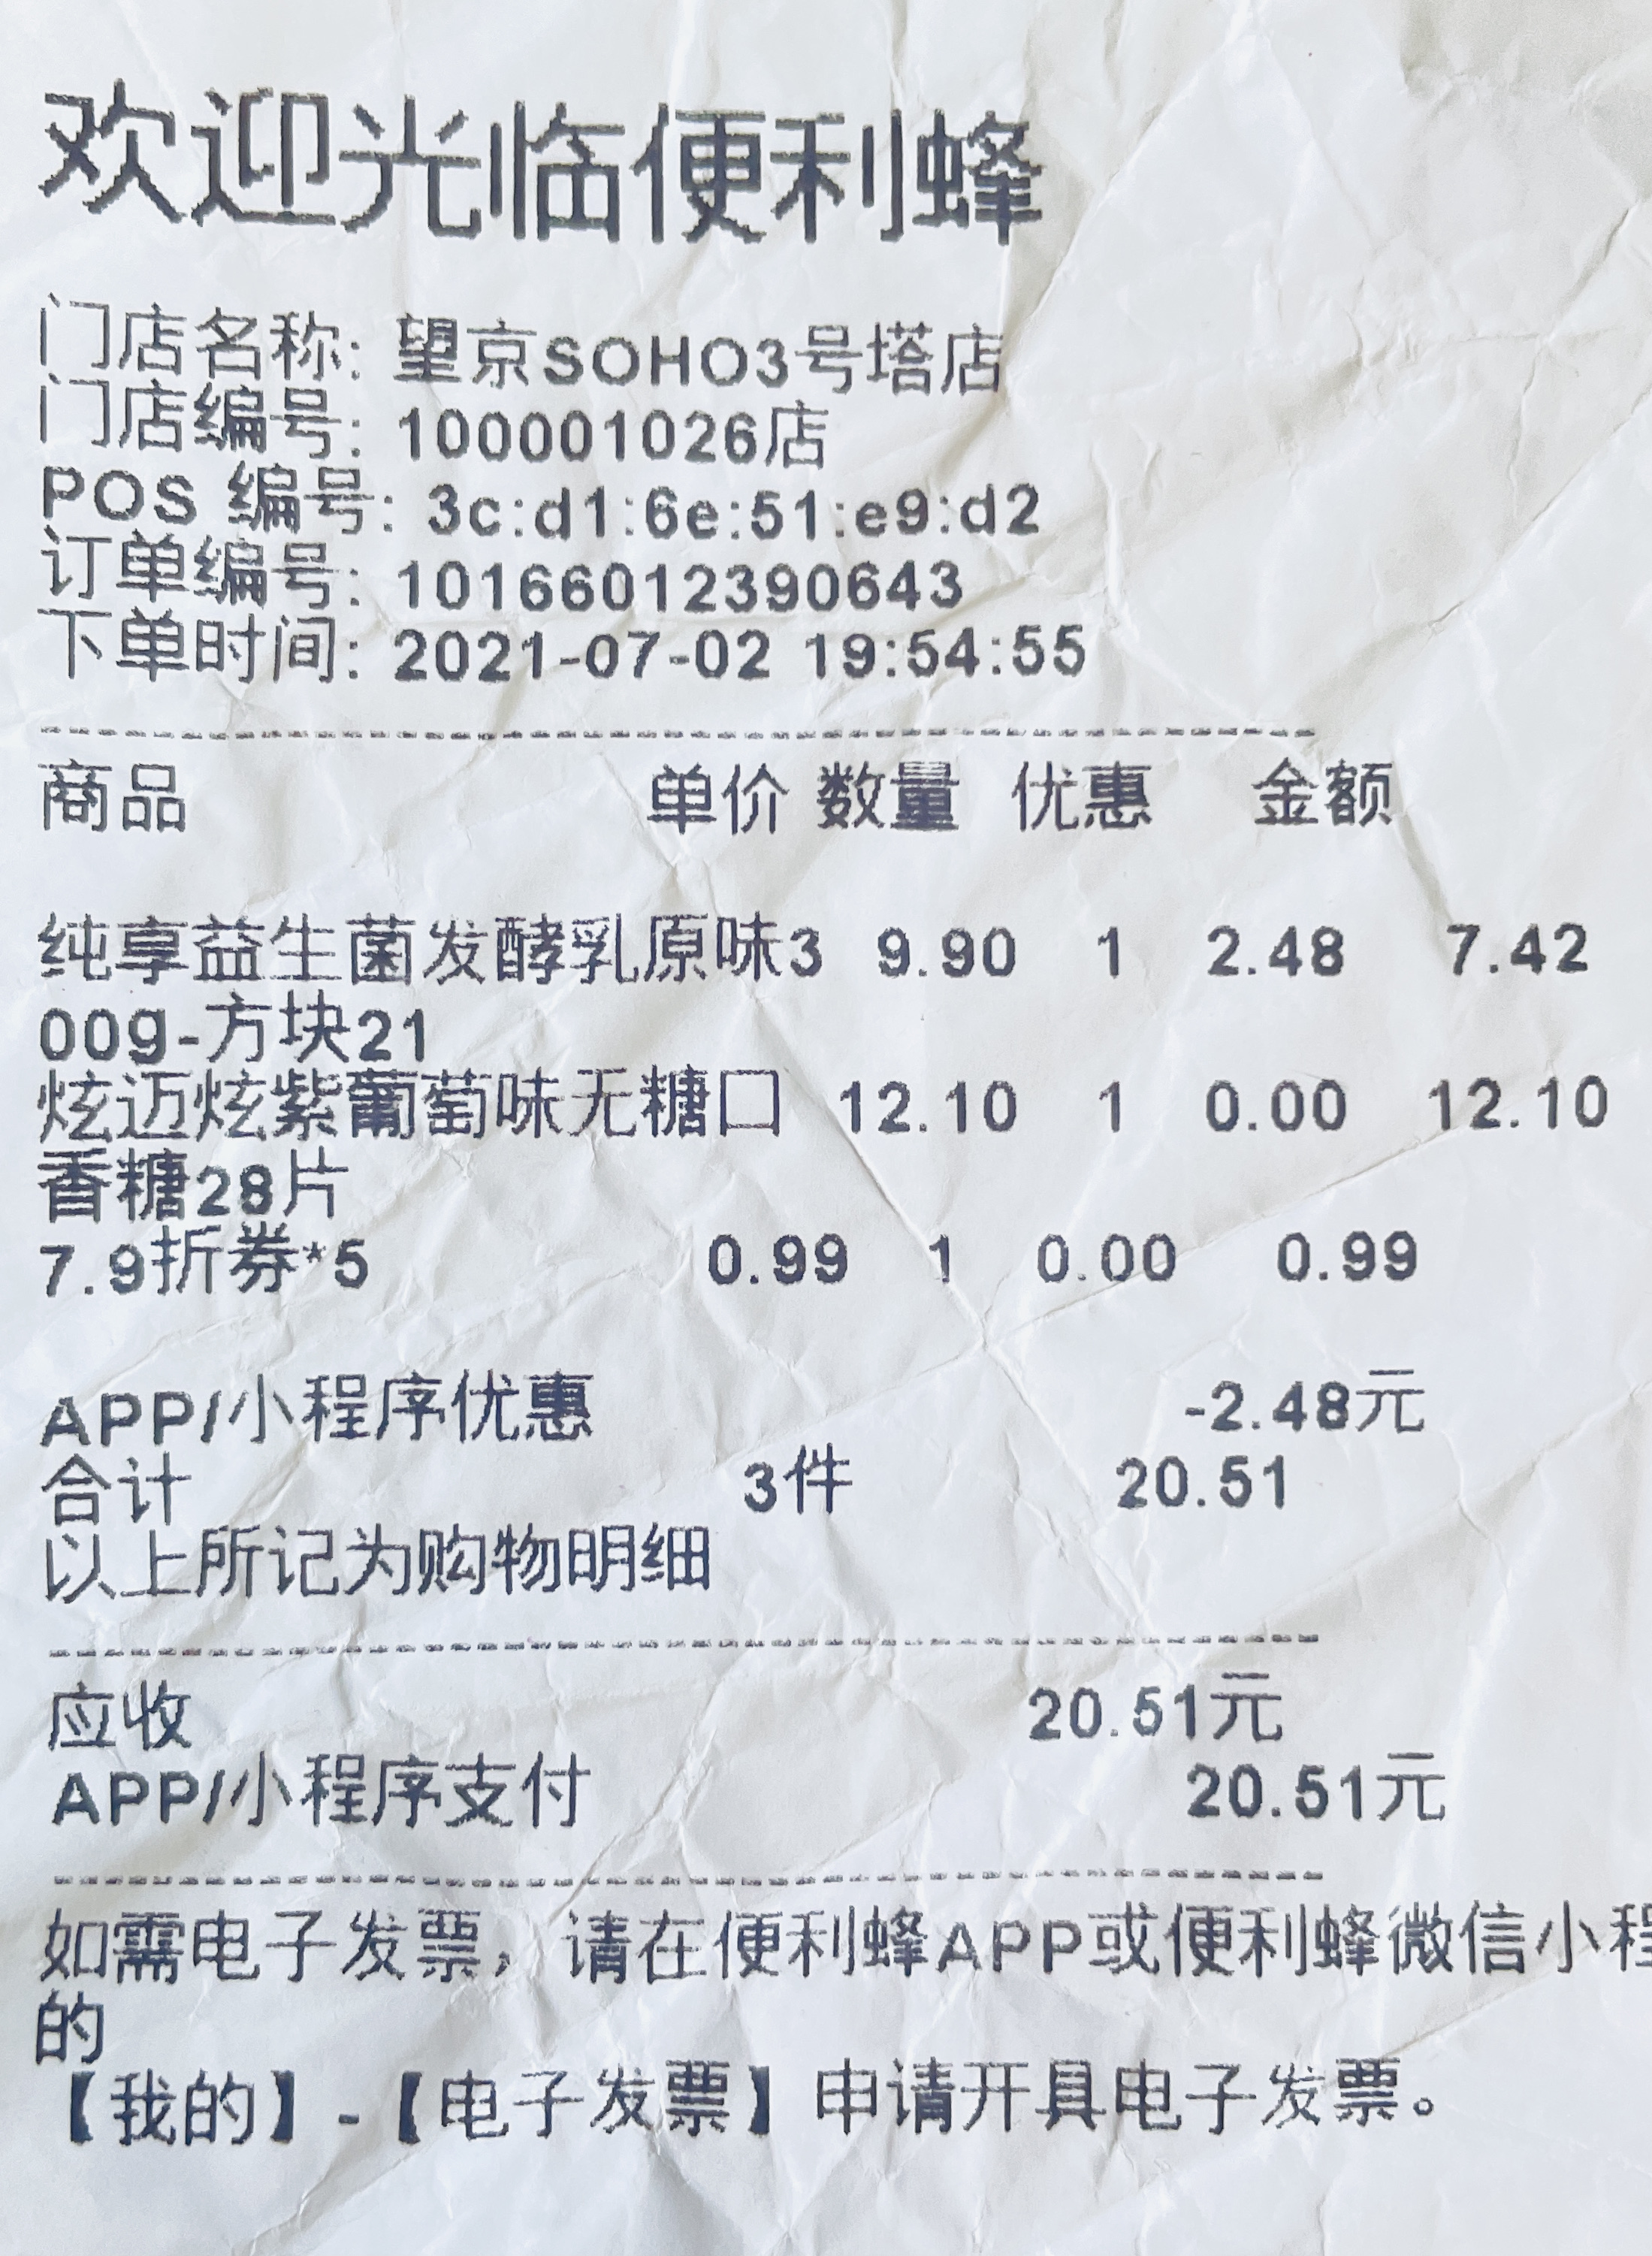 欢迎光临便利蜂
门店名称: 望京SOHO3号塔店
门店编号: 100001026店
POS 编号: 3c:d1:6e:51:e9:d2
订单编号: 10166012390643
下单时间: 2021-07-02 19:54:55
商品 单价 数量 优惠 金额
纯享益生菌发酵乳原味3 9.90 1 2.48 7.42
00g-方块21
炫迈炫紫葡萄味无糖口 12.10 1 0.00 12.10
香糖28片
7.9折券*5 0.99 1 0.00 0.99
APP/小程序优惠 -2.48元
合计 3件 20.51
以上所记为购物明细
应收 20.51元
APP/小程序支付 20.51元
如需电子发票，请在便利蜂APP或便利蜂微信小程
的
【我的】-【电子发票】申请开具电子发票。